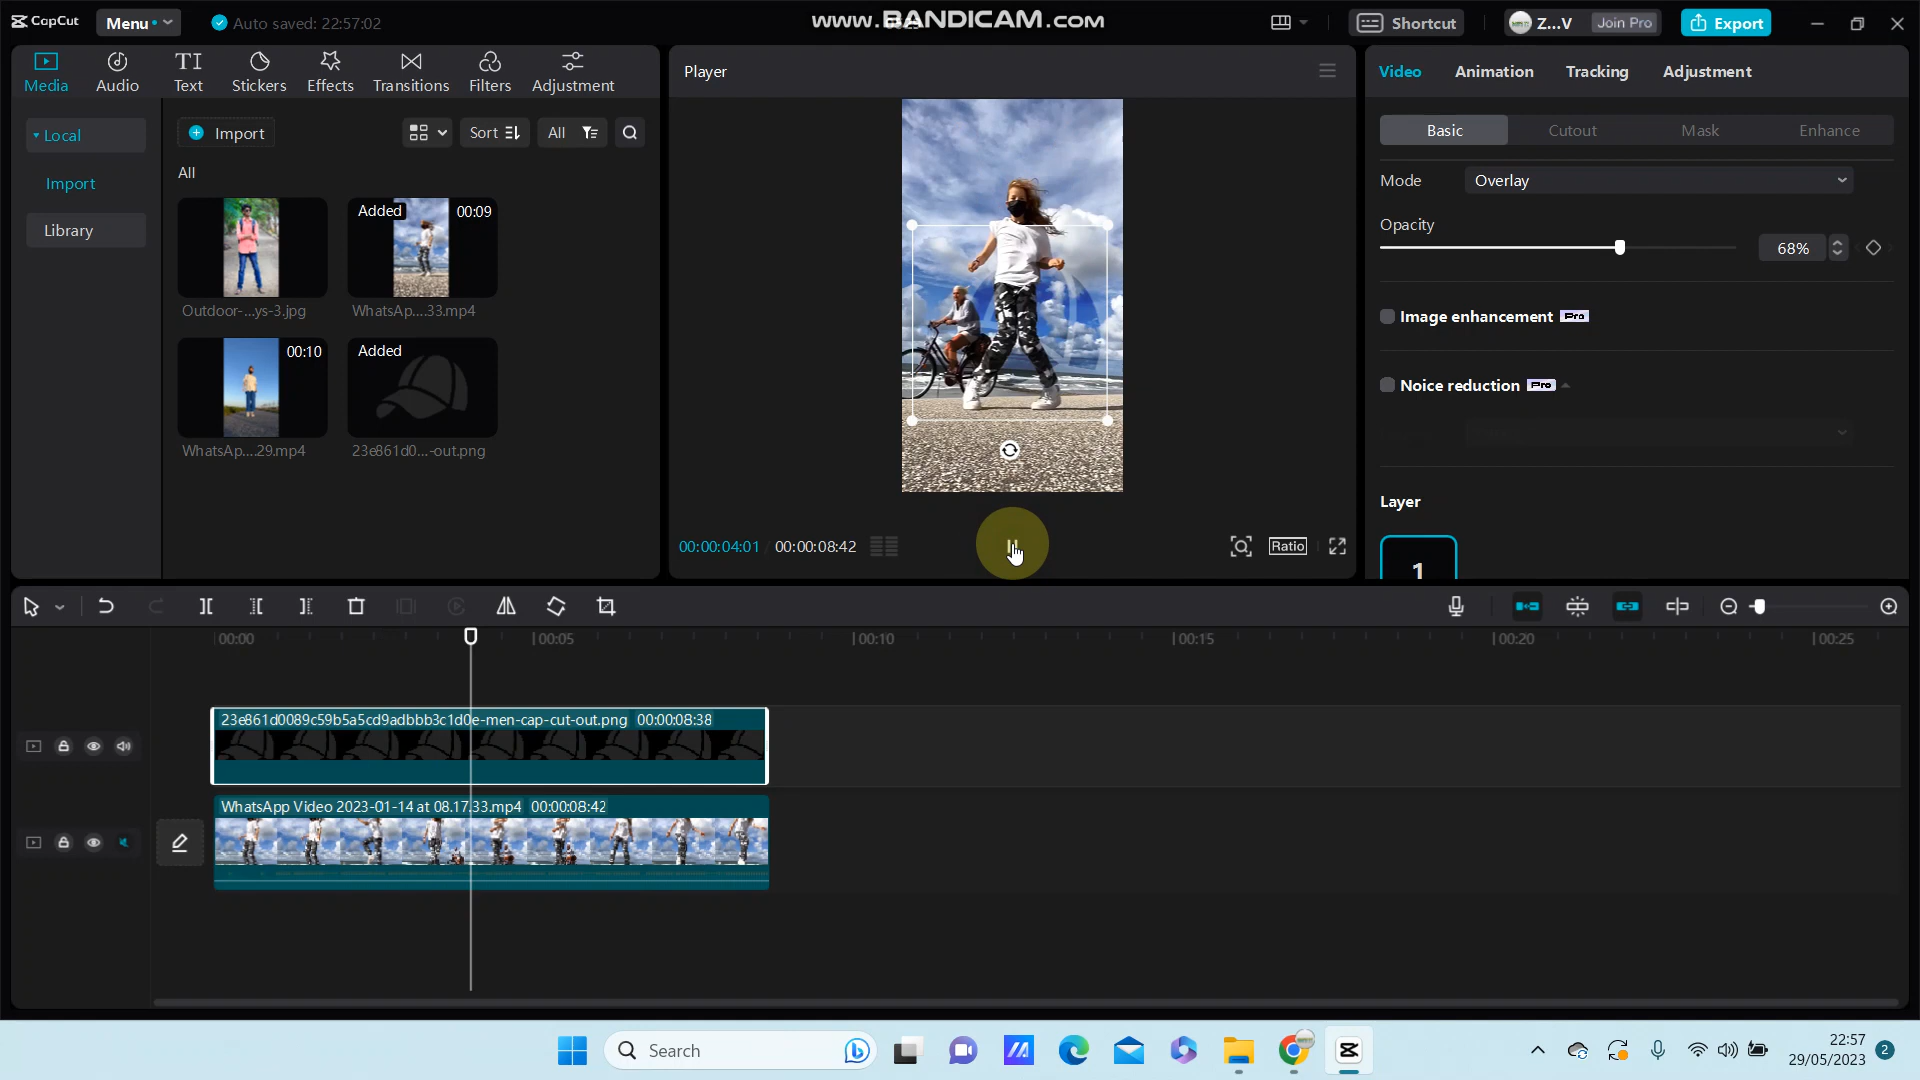 CapCut
Menu
Auto saved: 22:57:02
www.BANDICAM.com
Shortcut
Z...V
Join Pro
Export
Media
Audio
TI
Text
Stickers
Effects
Transitions
Filters
Adjustment
Local
Import
Library
Import
Sort
All
All
Outdoor-...ys-3.jpg
Added
00:09
WhatsAp....33.mp4
00:10
WhatsAp....29.mp4
Added
23e861d0...-out.png
Player
00:00:04:01
00:00:08:42
Ratio
Video
Animation
Tracking
Adjustment
Basic
Cutout
Mask
Enhance
Mode
Overlay
Opacity
68%
Image enhancement Pro
Noice reduction Pro
Layer
1
00:00
00:05
00:10
00:15
00:20
00:25
23e861d0089c59b5a5cd9adbbb3c1d0e-men-cap-cut-out.png 00:00:08:38
WhatsApp Video 2023-01-14 at 08.17.33.mp4 00:00:08:42
Search
22:57
29/05/2023
2